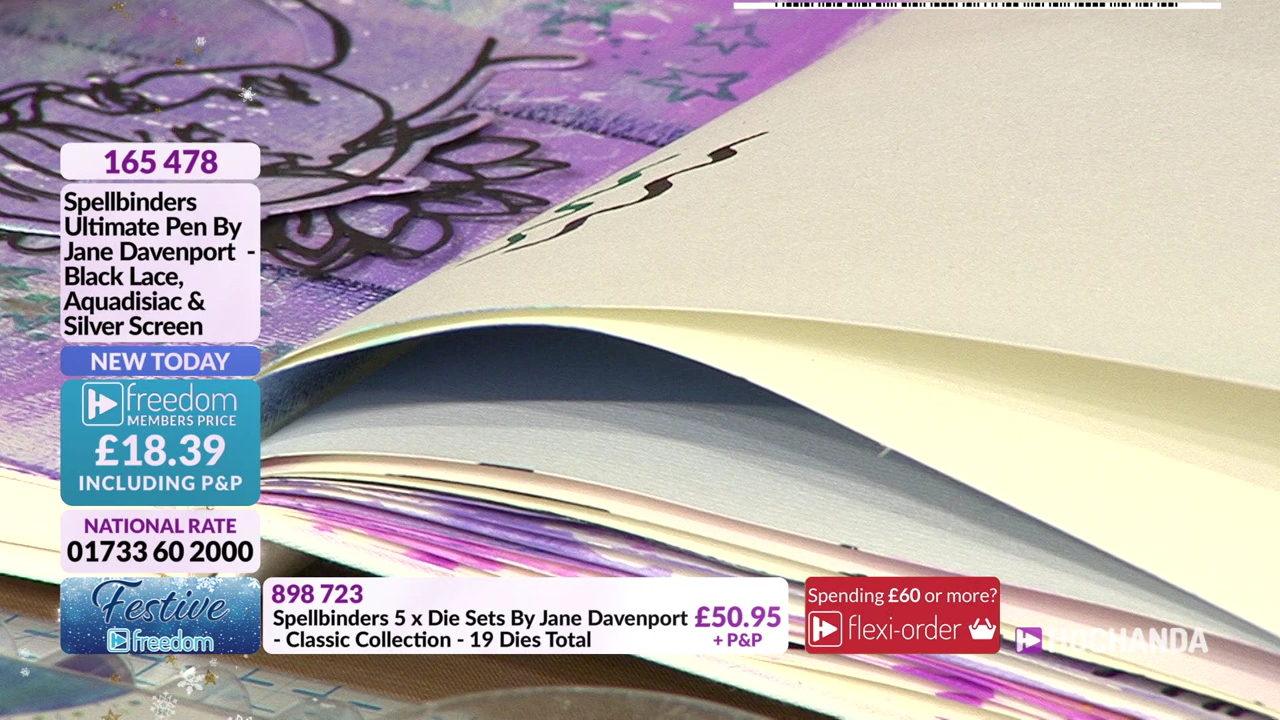 165 478
Spellbinders
Ultimate Pen By
Jane Davenport -
Black Lace,
Aquadisiac &
Silver Screen
NEW TODAY
freedom
MEMBERS PRICE
£18.39
INCLUDING P&P
NATIONAL RATE
01733 60 2000
Festive
freedom
898 723
Spellbinders 5 x Die Sets By Jane Davenport
- Classic Collection - 19 Dies Total
£50.95
+ P&P
Spending £60 or more?
flexi-order
HOCHANDA